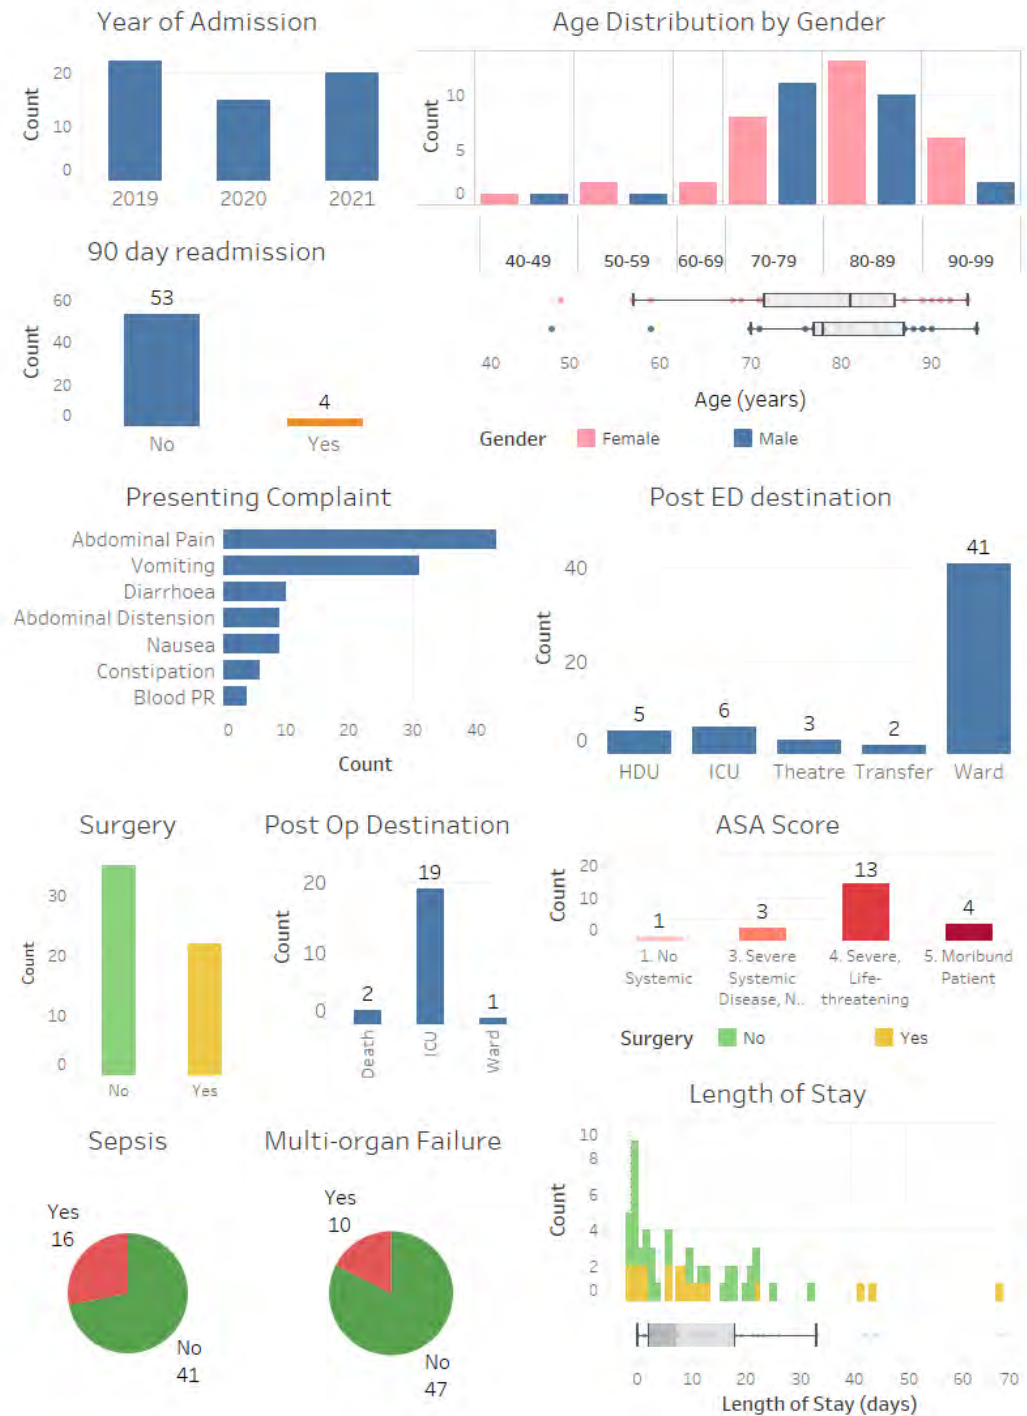 Year of Admission
Count
20
10
0
2019 2020 2021
Age Distribution by Gender
Count
10
5
0
40-49 50-59 60-69 70-79 80-89 90-99
40 50 60 70 80 90
Age (years)
Gender Female Male
90 day readmission
Count
60
40
20
0
53
4
No Yes
Presenting Complaint
Abdominal Pain
Vomiting
Diarrhoea
Abdominal Distension
Nausea
Constipation
Blood PR
0 10 20 30 40
Count
Post ED destination
Count
40
20
0
5 6 3 2 41
HDU ICU Theatre Transfer Ward
Surgery
Count
30
20
10
0
No Yes
Post Op Destination
Count
20
10
0
2 19 1
Death ICU Ward
ASA Score
Count
20
10
0
1 3 13 4
1. No
Systemic
3. Severe
Systemic
Disease, N..
4. Severe,
Life-
threatening
5. Moribund
Patient
Surgery No Yes
Sepsis
Yes
16
No
41
Multi-organ Failure
Yes
10
No
47
Length of Stay
Count
10
8
6
4
2
0
0 10 20 30 40 50 60 70
Length of Stay (days)